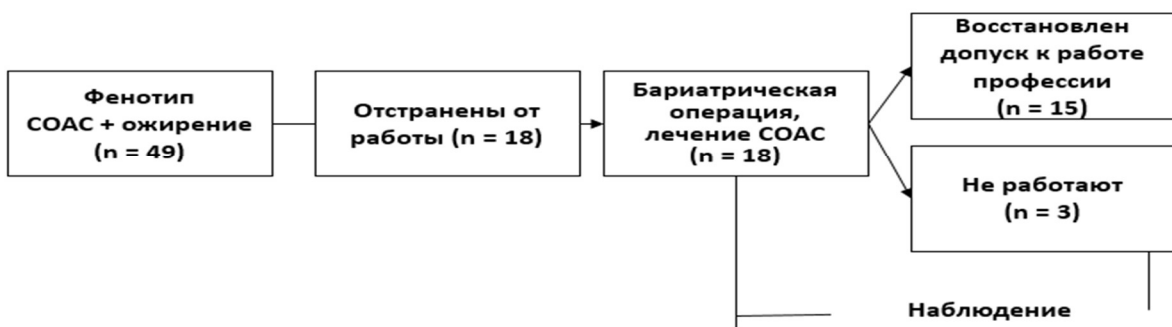 Фенотип
СОАС + ожирение
(n = 49)
Отстранены от
работы (n = 18)
Бариатрическая
операция,
лечение СОАС
(n = 18)
Восстановлен
допуск к работе
профессии
(n = 15)
Не работают
(n = 3)
Наблюдение